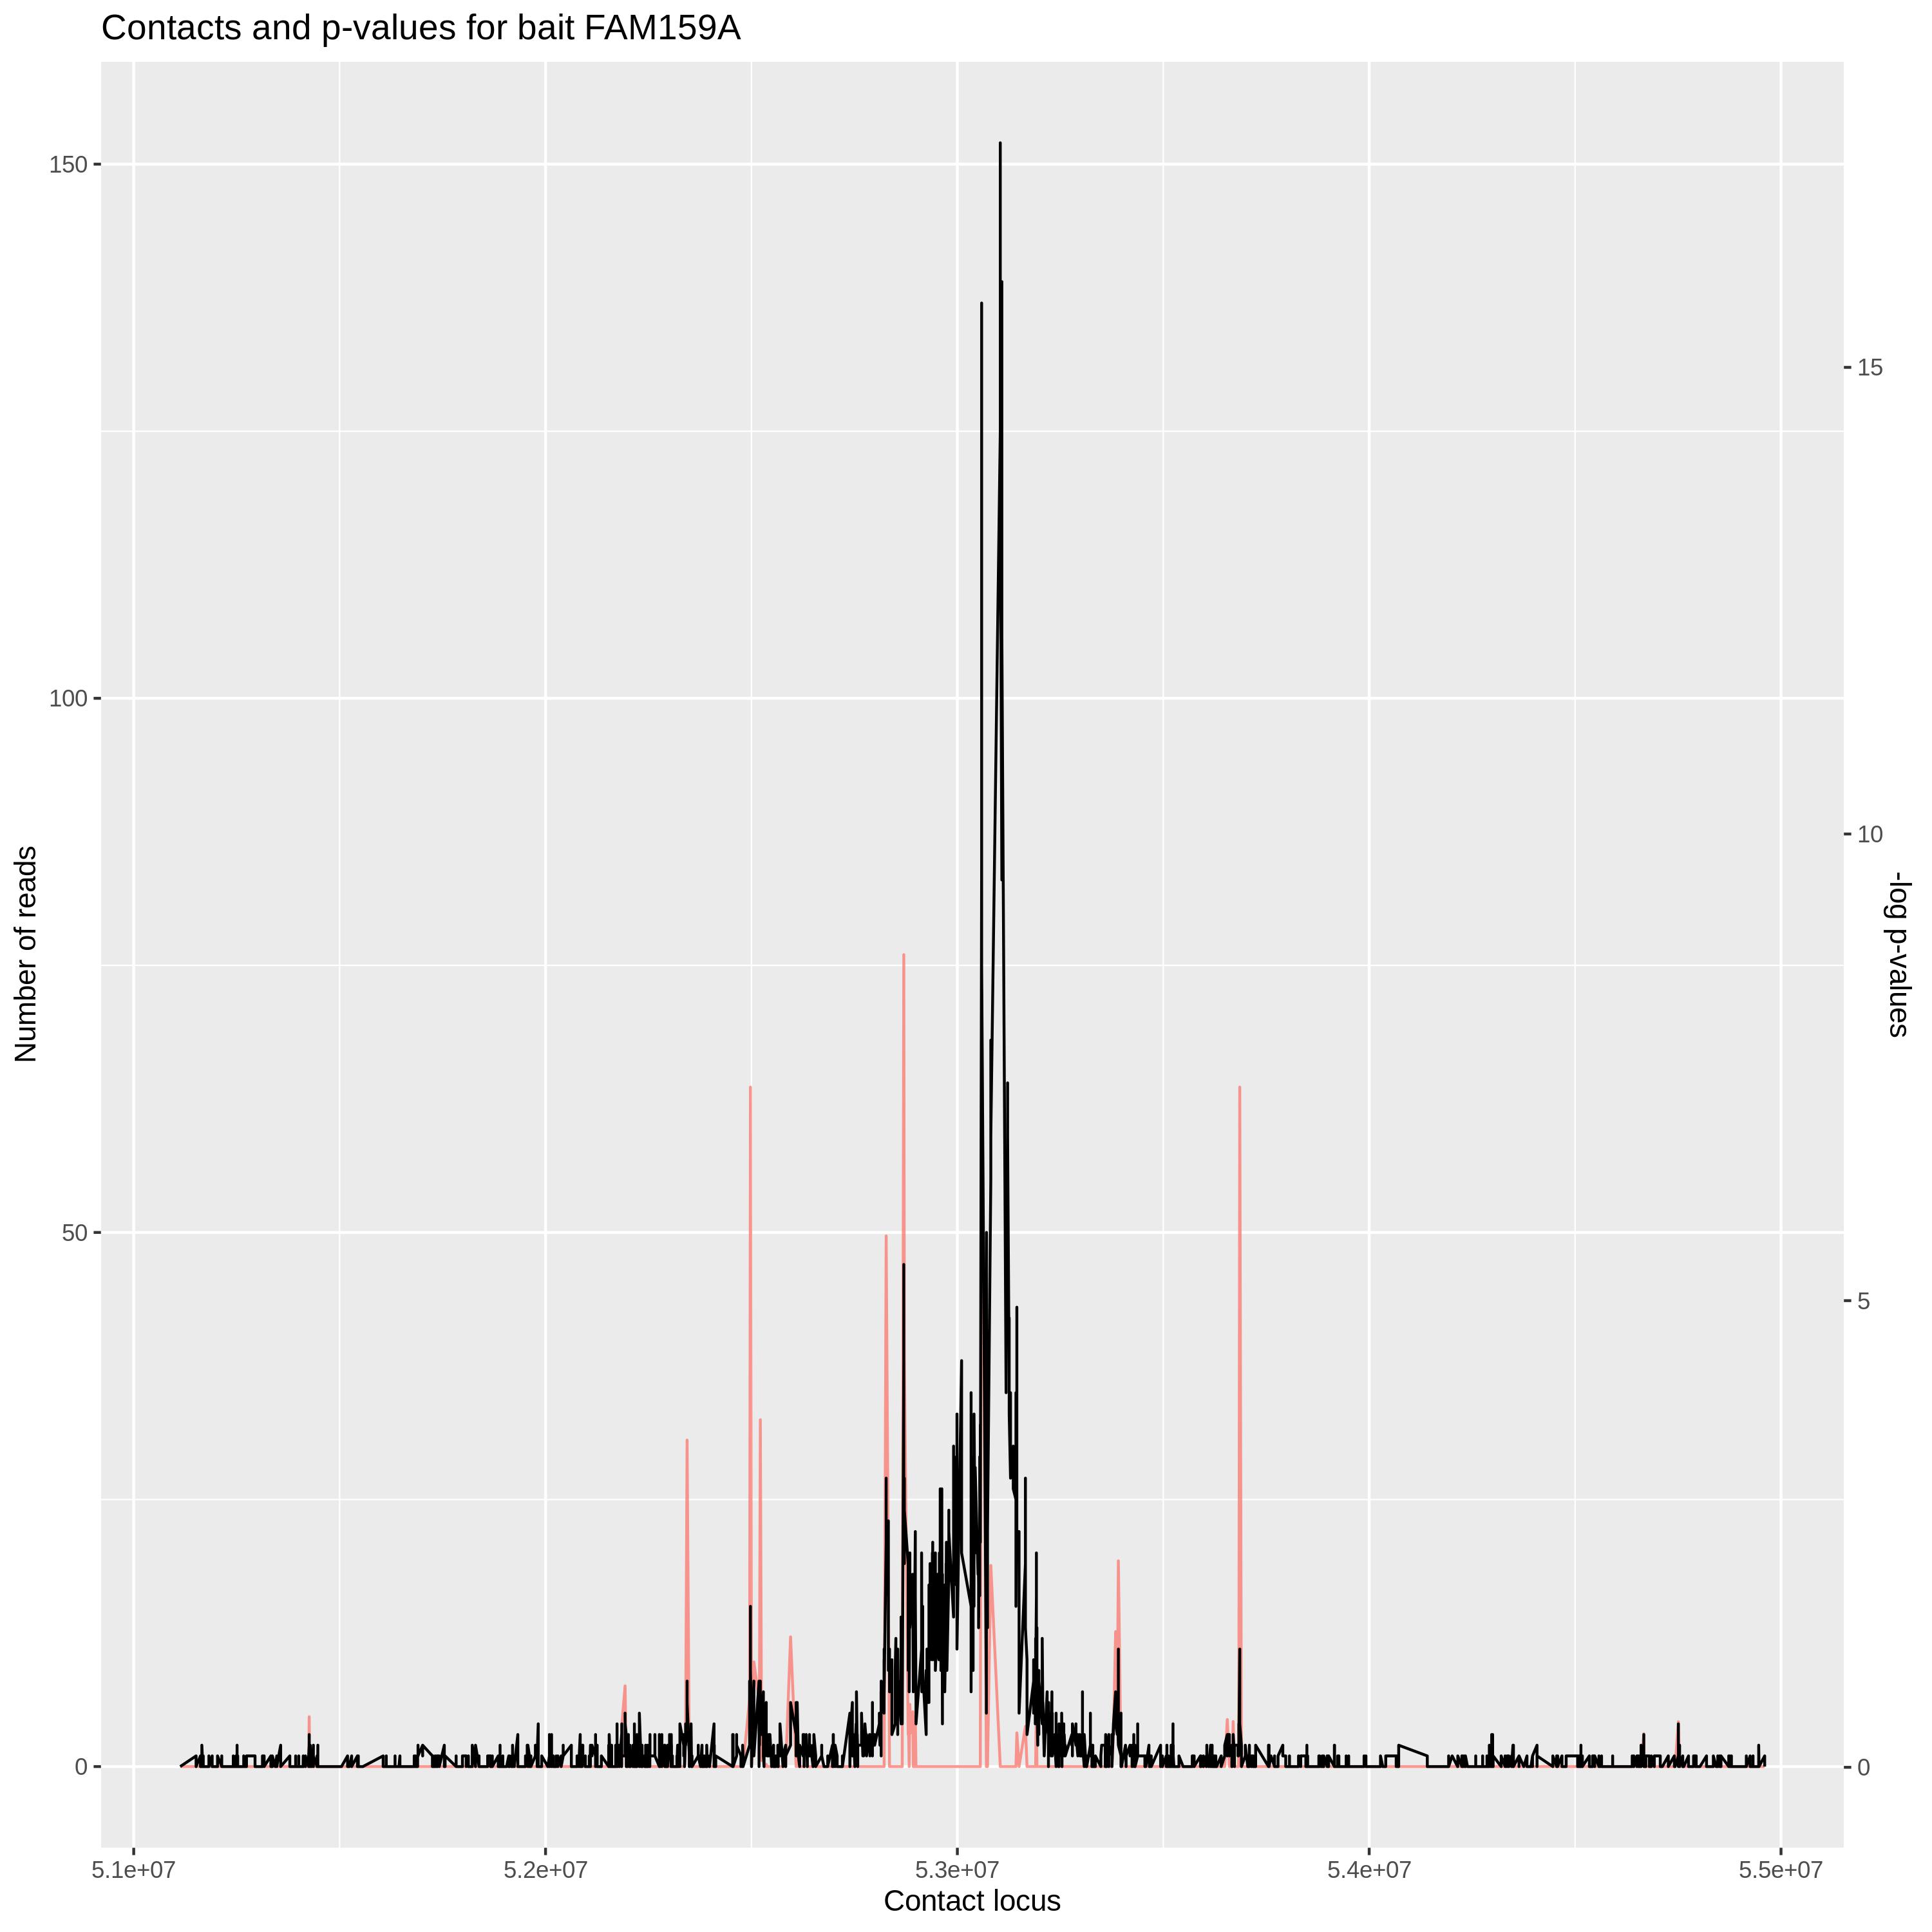 Contacts and p-values for bait FAM159A
150
100
50
0
Number of reads
15
10
5
0
-log p-values
5.1e+07
5.2e+07
5.3e+07
5.4e+07
5.5e+07
Contact locus